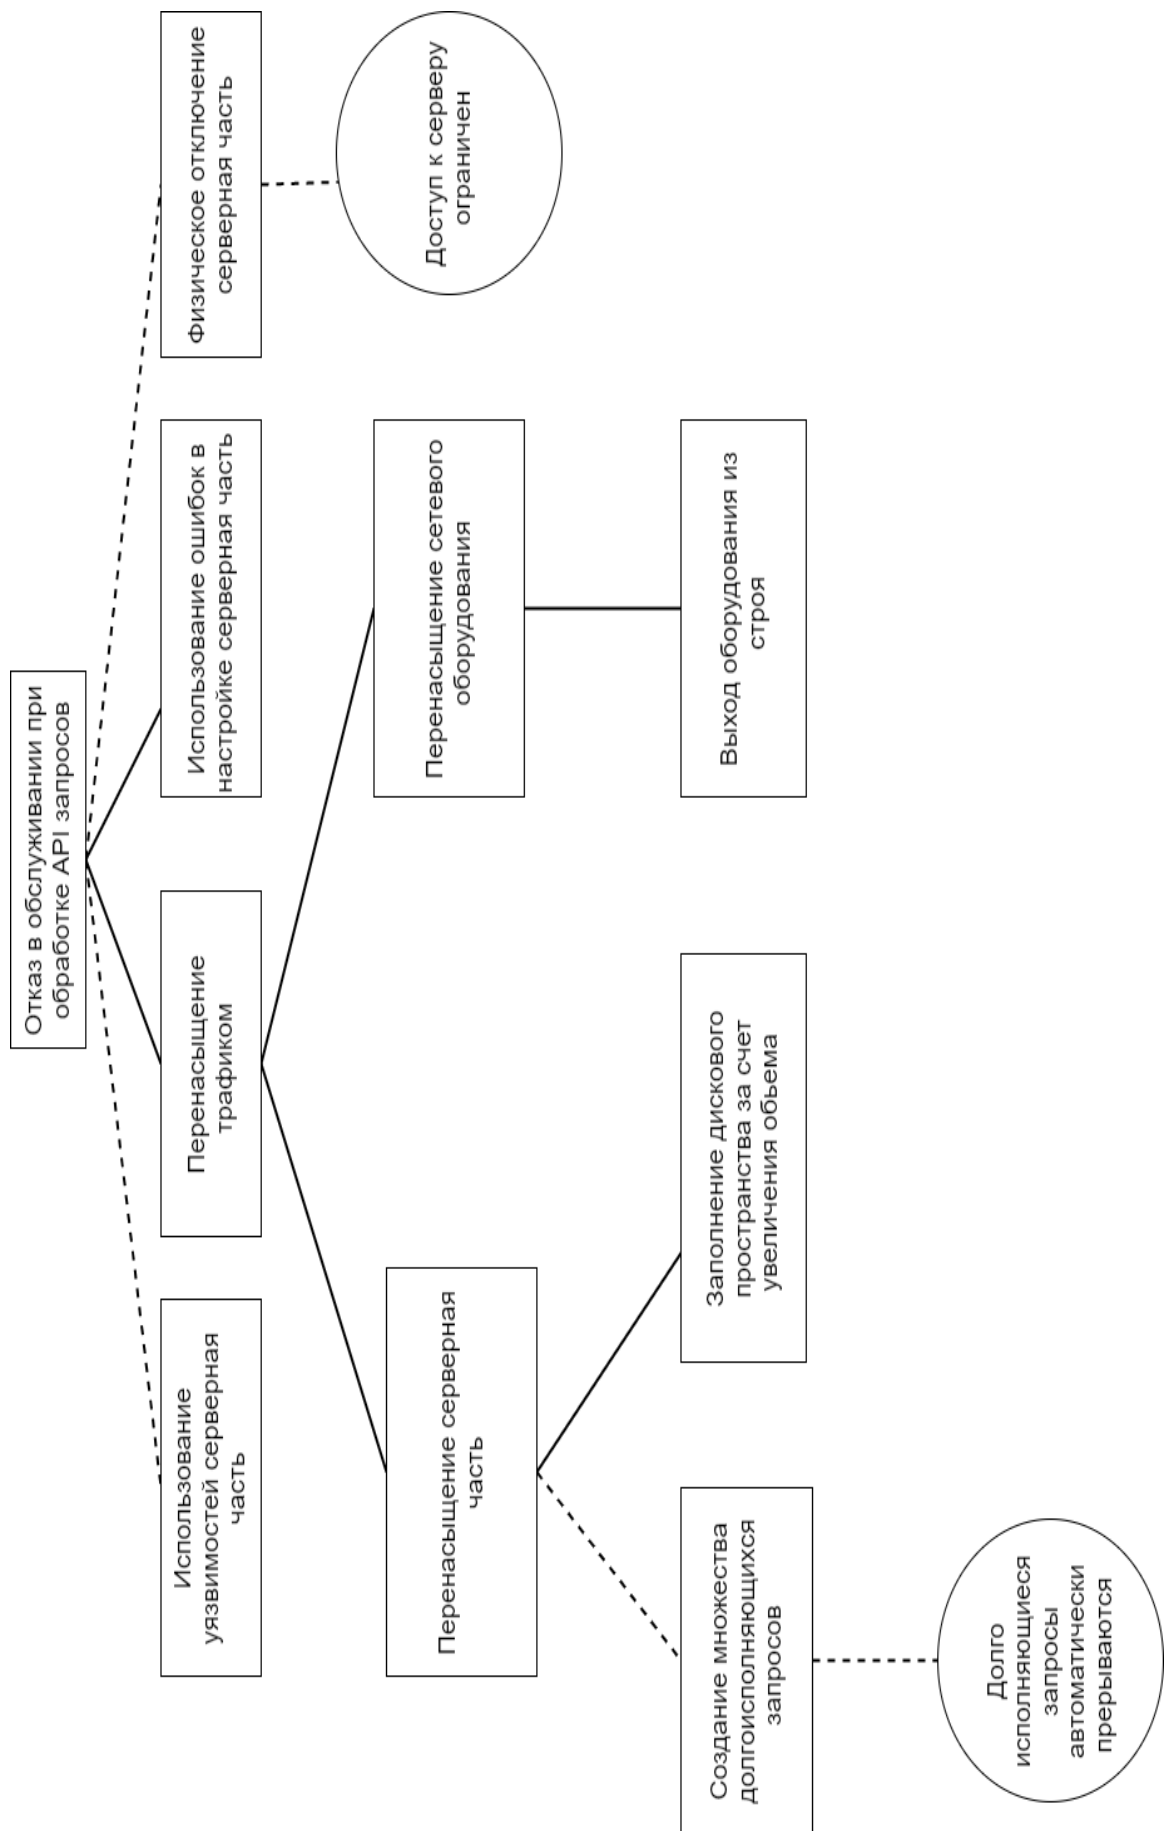 Отказ в обслуживании при
обработке API запросов
Использование
уязвимостей серверная
часть
Перенасыщение
трафиком
Использование ошибок в
настройке серверная часть
Физическое отключение
серверная часть
Перенасыщение серверная
часть
Перенасыщение сетевого
оборудования
Доступ к серверу
ограничен
Создание множества
долгоисполняющихся
запросов
Заполнение дискового
пространства за счет
увеличения обьема
Выход оборудования из
строя
Долго
исполняющиеся
запросы
автоматически
прерываются